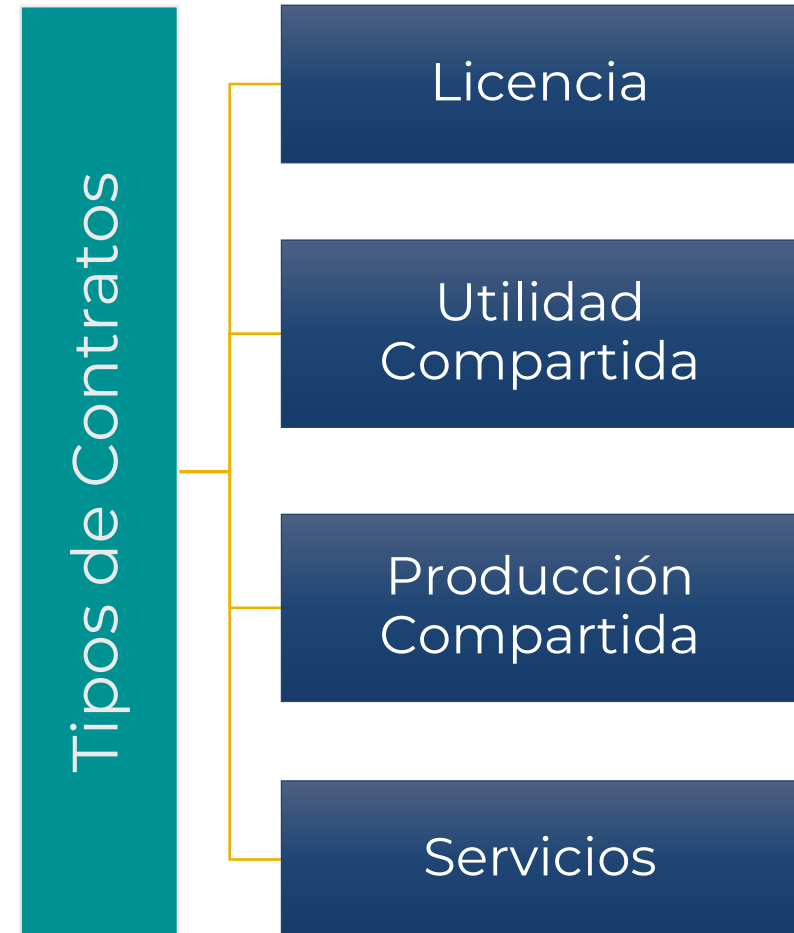 Tipos de Contratos
Licencia
Utilidad
Compartida
Producción
Compartida
Servicios